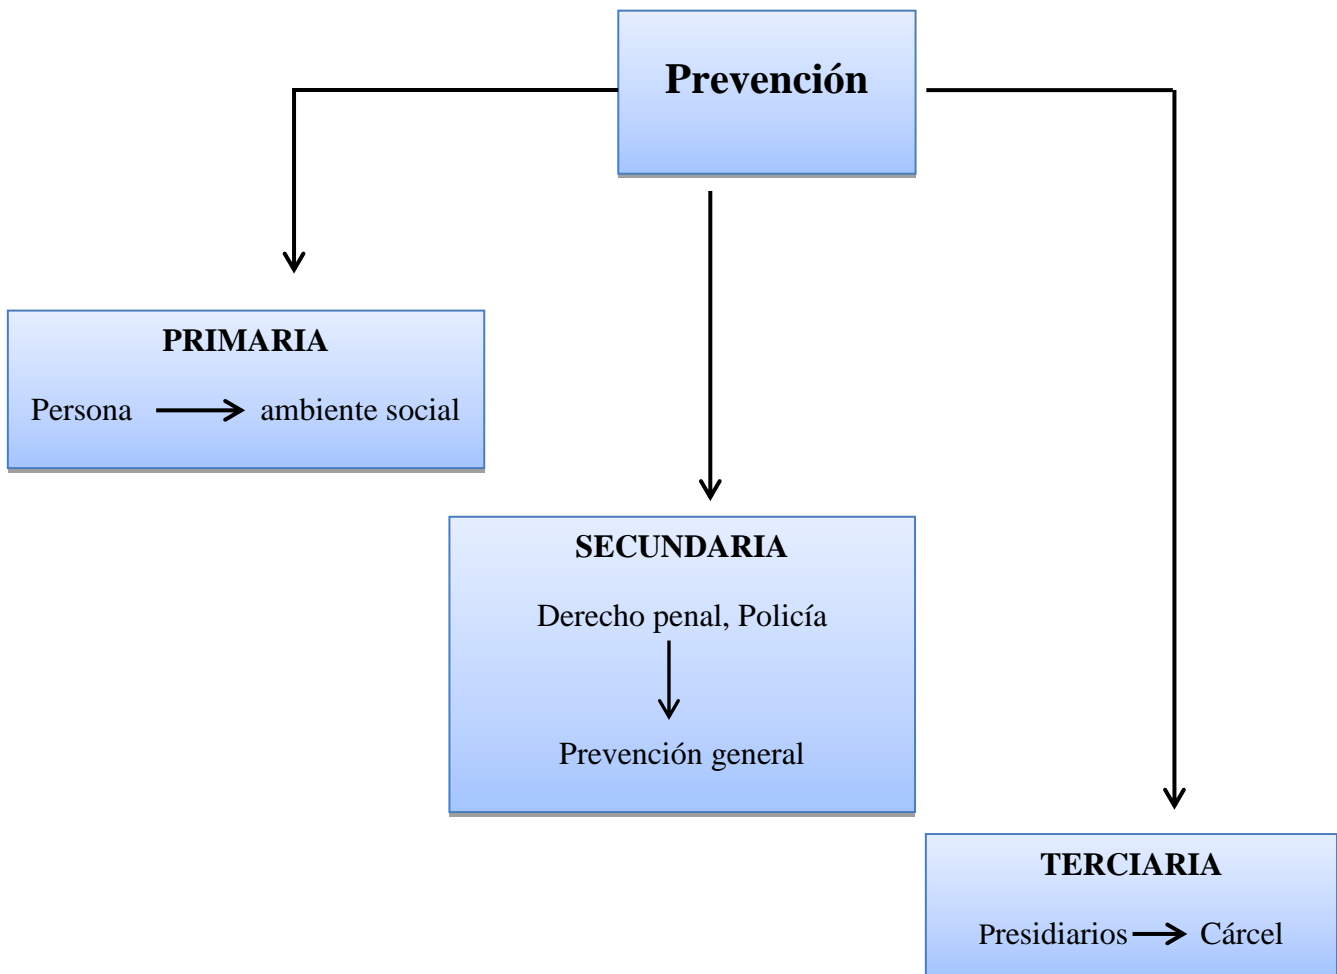 Prevención
PRIMARIA
Persona ambiente social
SECUNDARIA
Derecho penal, Policía
Prevención general
TERCIARIA
Presidiarios Cárcel